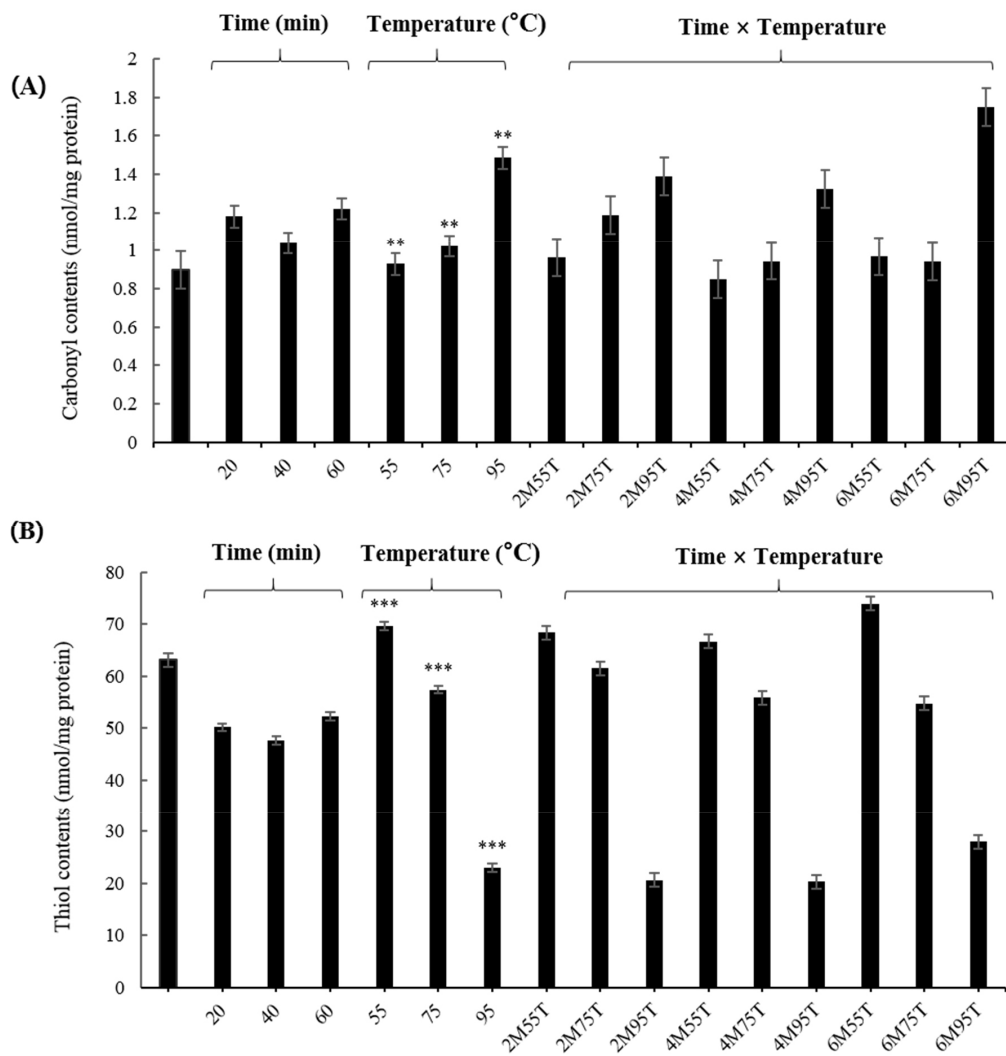 Time (min) Temperature (°C) Time × Temperature
(A)
Carbonyl contents (nmol/mg protein)
2
1.8
1.6
1.4
1.2
1
0.8
0.6
0.4
0.2
0
** ** **
20 40 60 55 75 95 2M55T 2M75T 2M95T 4M55T 4M75T 4M95T 6M55T 6M75T 6M95T
(B)
Time (min) Temperature (°C) Time × Temperature
Thiol contents (nmol/mg protein)
80
70
60
50
40
30
20
10
0
*** *** ***
20 40 60 55 75 95 2M55T 2M75T 2M95T 4M55T 4M75T 4M95T 6M55T 6M75T 6M95T